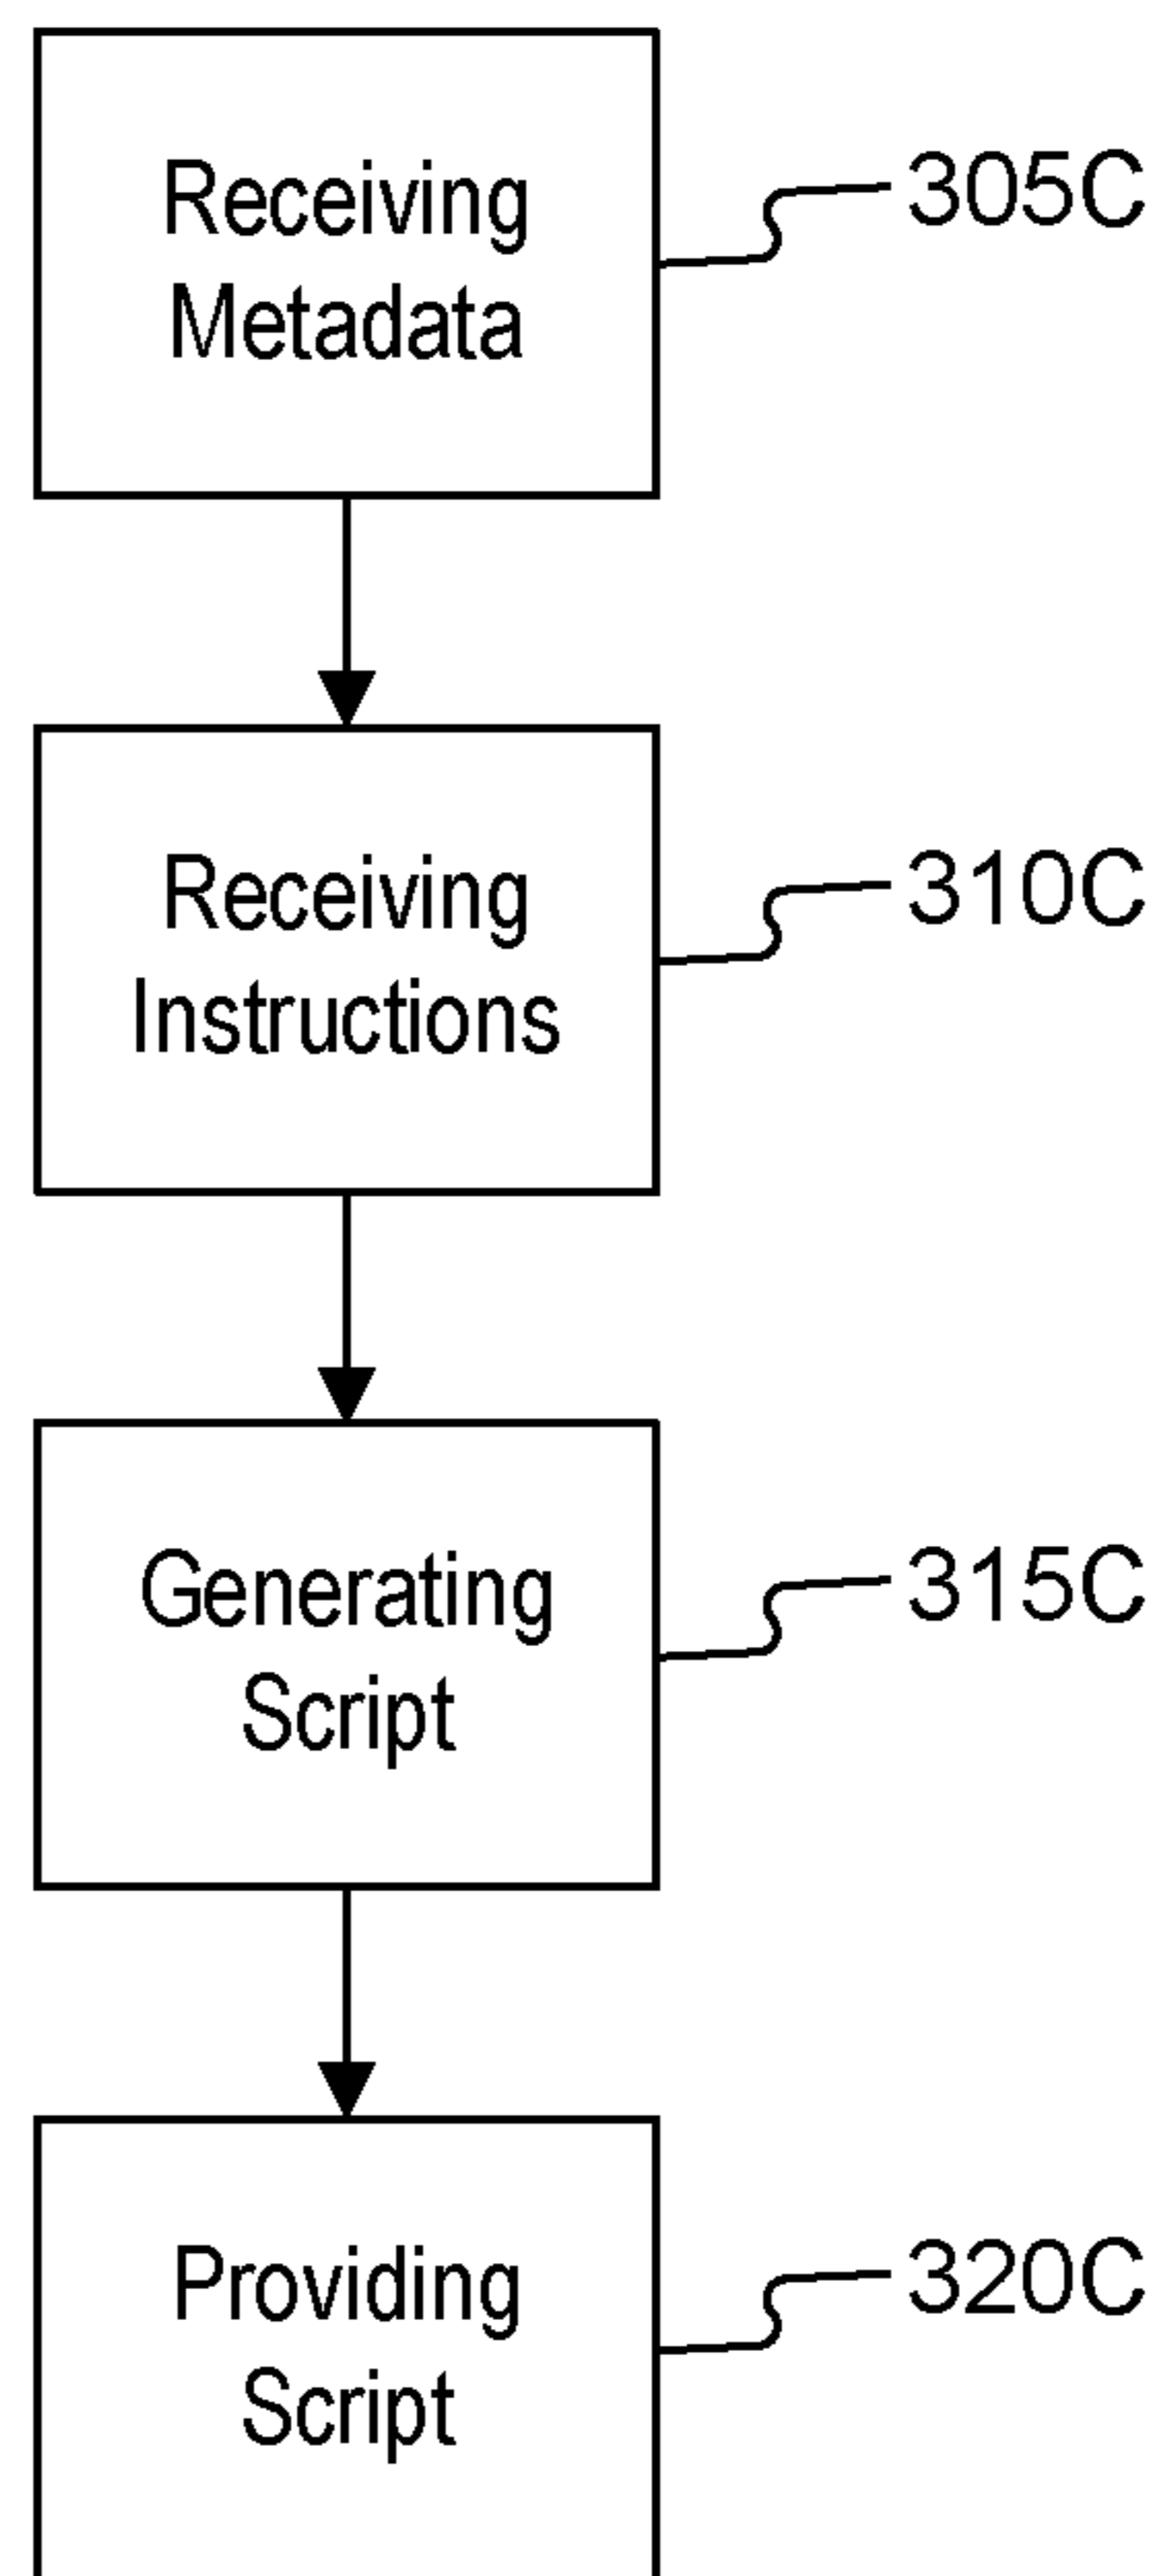 Receiving
Metadata
305C
Receiving
Instructions
310C
Generating
Script
315C
Providing
Script
320C